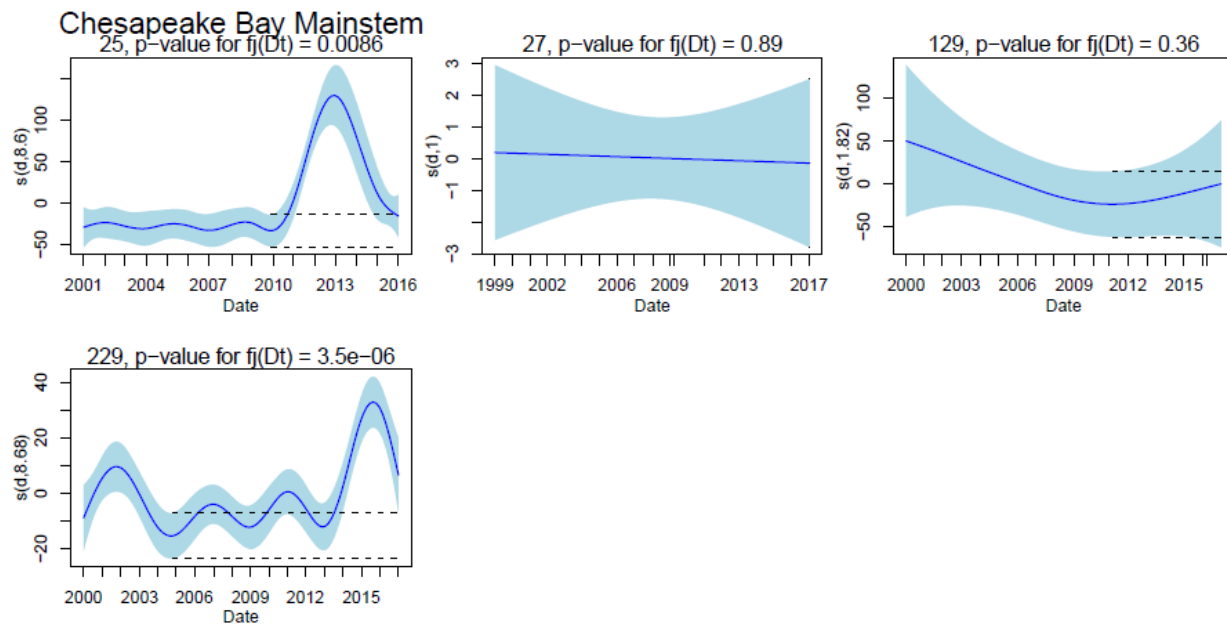 Chesapeake Bay Mainstem
25, p−value for fj(Dt) = 0.0086
s(d,8.6)
100
50
0
−50
2001 2004 2007 2010 2013 2016
Date
27, p−value for fj(Dt) = 0.89
s(d,1)
3
2
1
0
−1
−3
1999 2002 2006 2009 2013 2017
Date
129, p−value for fj(Dt) = 0.36
s(d,1.82)
100
50
0
−50
2000 2003 2006 2009 2012 2015
Date
229, p−value for fj(Dt) = 3.5e−06
s(d,8.68)
40
20
0
−20
2000 2003 2006 2009 2012 2015
Date